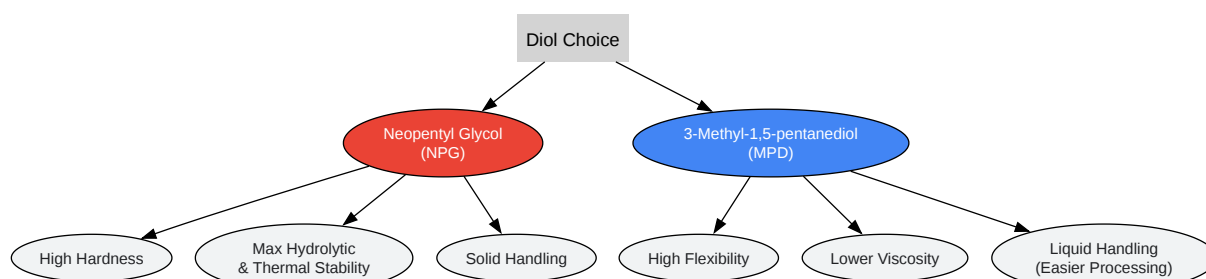 Diol Choice
Neopentyl Glycol
(NPG)
3-Methyl-1,5-pentanediol
(MPD)
High Hardness
Max Hydrolytic
& Thermal Stability
Solid Handling
High Flexibility
Lower Viscosity
Liquid Handling
(Easier Processing)